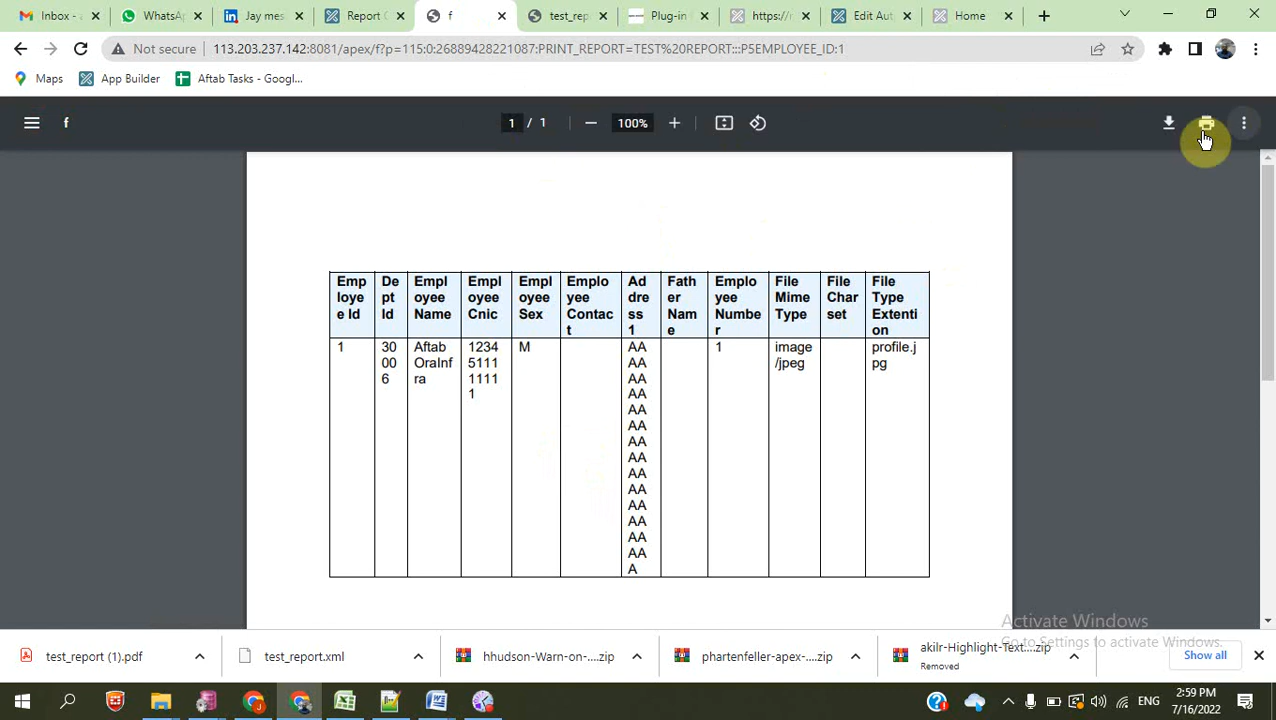 Inbox - a
WhatsA
Jay mes
Report G
f
test_rep
Plug-in F
https://m
Edit Aut
Home
Not secure
113.203.237.142:8081/apex/f?p=115:0:26889428221087:PRINT_REPORT=TEST%20REPORT:::P5EMPLOYEE_ID:1
Maps
App Builder
Aftab Tasks - Googl...
f
1 / 1
100%
Emp De Empl Empl Empl Emplo Ad Fath Emplo File File File
loye pt oyee oyee oyee yee dre er yee Mime Char Type
e Id Id Name Cnic Sex Contac ss Nam Numbe Type set Extenti
t 1 e r on
1 30 Aftab 1234 M AA 1 image profile.j
00 OraInf 5111 AA /jpeg pg
6 ra 1111 AA
1 AA
AA
AA
AA
AA
AA
AA
AA
AA
AA
AA
A
Activate Windows
Go to Settings to activate Windows.
test_report (1).pdf
test_report.xml
hhudson-Warn-on-....zip
phartenfeller-apex-....zip
akilr-Highlight-Text....zip
Removed
Show all
ENG
2:59 PM
7/16/2022